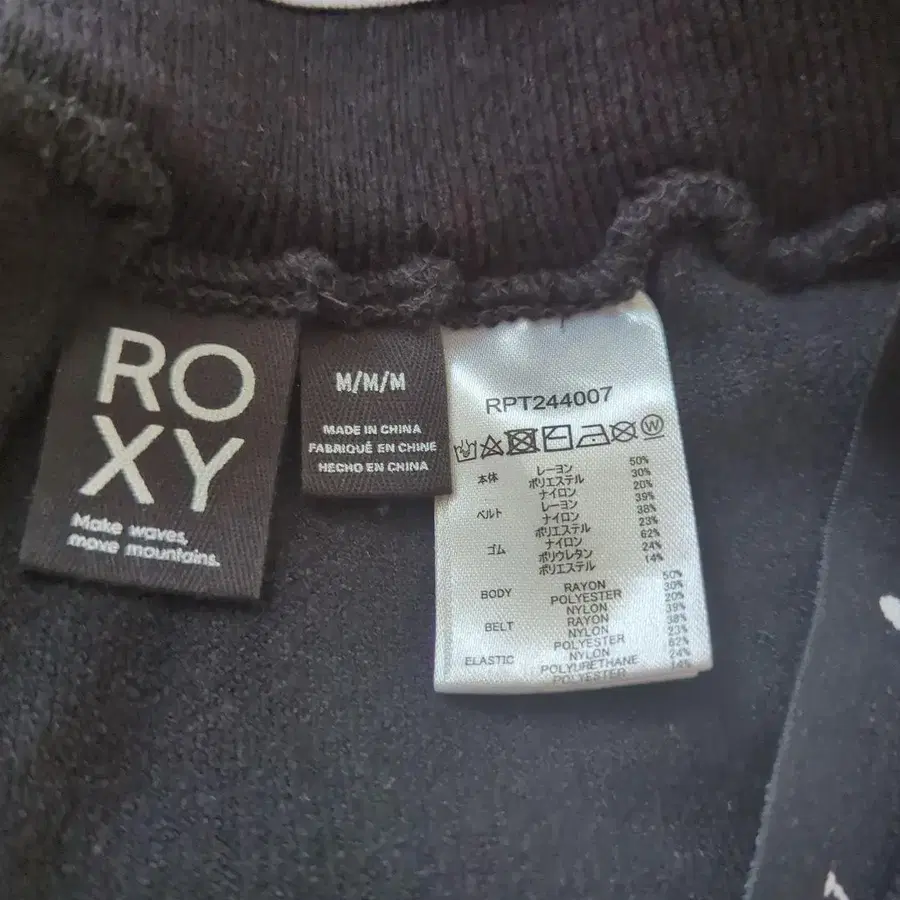 RO
XY
Make waves,
move mountains.
M/M/M
MADE IN CHINA
FABRIQUÉ EN CHINE
HECHO EN CHINA
RPT244007
W
本体 レーヨン 50%
ポリエステル 30%
ナイロン 20%
ベルト レーヨン 39%
ナイロン 38%
ポリエステル 23%
ゴム ナイロン 62%
ポリウレタン 24%
ポリエステル 14%
BODY RAYON 50%
POLYESTER 30%
NYLON 20%
BELT RAYON 39%
NYLON 38%
POLYESTER 23%
ELASTIC NYLON 62%
POLYURETHANE 24%
POLYESTER 14%